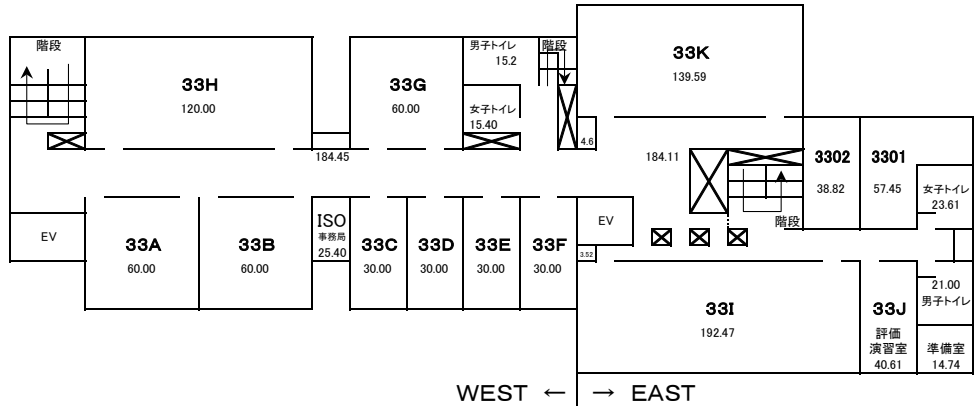 階段
33H
120.00
33G
60.00
男子トイレ
15.2
階段
33K
139.59
女子トイレ
15.40
4.6
184.45
184.11
3302
38.82
3301
57.45
女子トイレ
23.61
階段
EV
33A
60.00
33B
60.00
ISO
事務局
25.40
33C
30.00
33D
30.00
33E
30.00
33F
30.00
EV
3.52
33I
192.47
33J
評価
演習室
40.61
21.00
男子トイレ
準備室
14.74
WEST ← → EAST